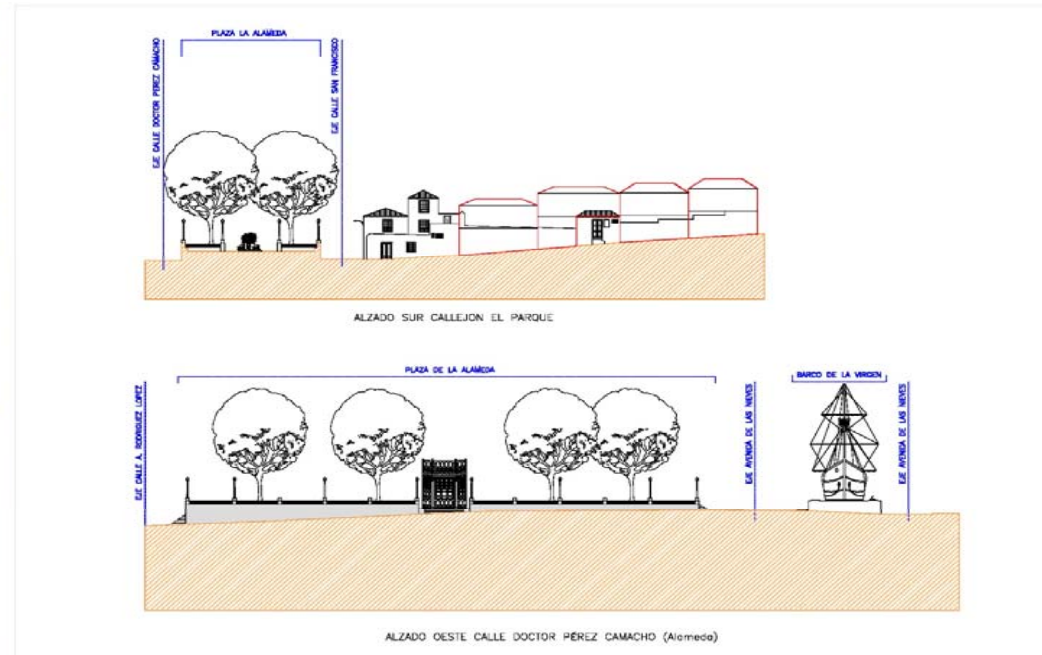 PLAZA LA ALAMEDA
EJE CALLE DOCTOR PEREZ CAMACHO
EJE CALLE SAN FRANCISCO
ALZADO SUR CALLEJON EL PARQUE
EJE CALLE A. RODRIGUEZ LOPEZ
PLAZA DE LA ALAMEDA
EJE AVENIDA DE LAS NIEVES
BARCO DE LA VIRGEN
EJE AVENIDA DE LAS NIEVES
ALZADO OESTE CALLE DOCTOR PÉREZ CAMACHO (Alameda)